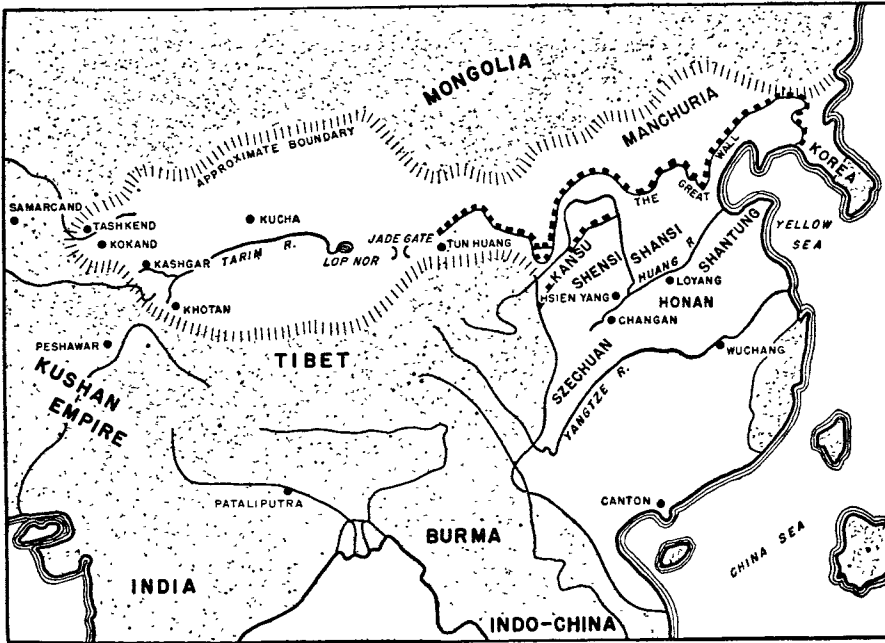 MONGOLIA
MANCHURIA
APPROXIMATE BOUNDARY
THE GREAT WALL
KOREA
YELLOW SEA
SAMARCAND
TASHKEND
KOKAND
KUCHA
KASHGAR
TARIM R.
LOP NOR
JADE GATE
TUN HUANG
KHOTAN
KANSU
SHENSI
SHANSI
HUANG R.
SHANTUNG
LOYANG
HSIEN YANG
HONAN
CHANGAN
PESHAWAR
KUSHAN
EMPIRE
TIBET
SZECHUAN
YANGTZE R.
WUCHANG
PATALIPUTRA
CANTON
BURMA
CHINA SEA
INDIA
INDO-CHINA